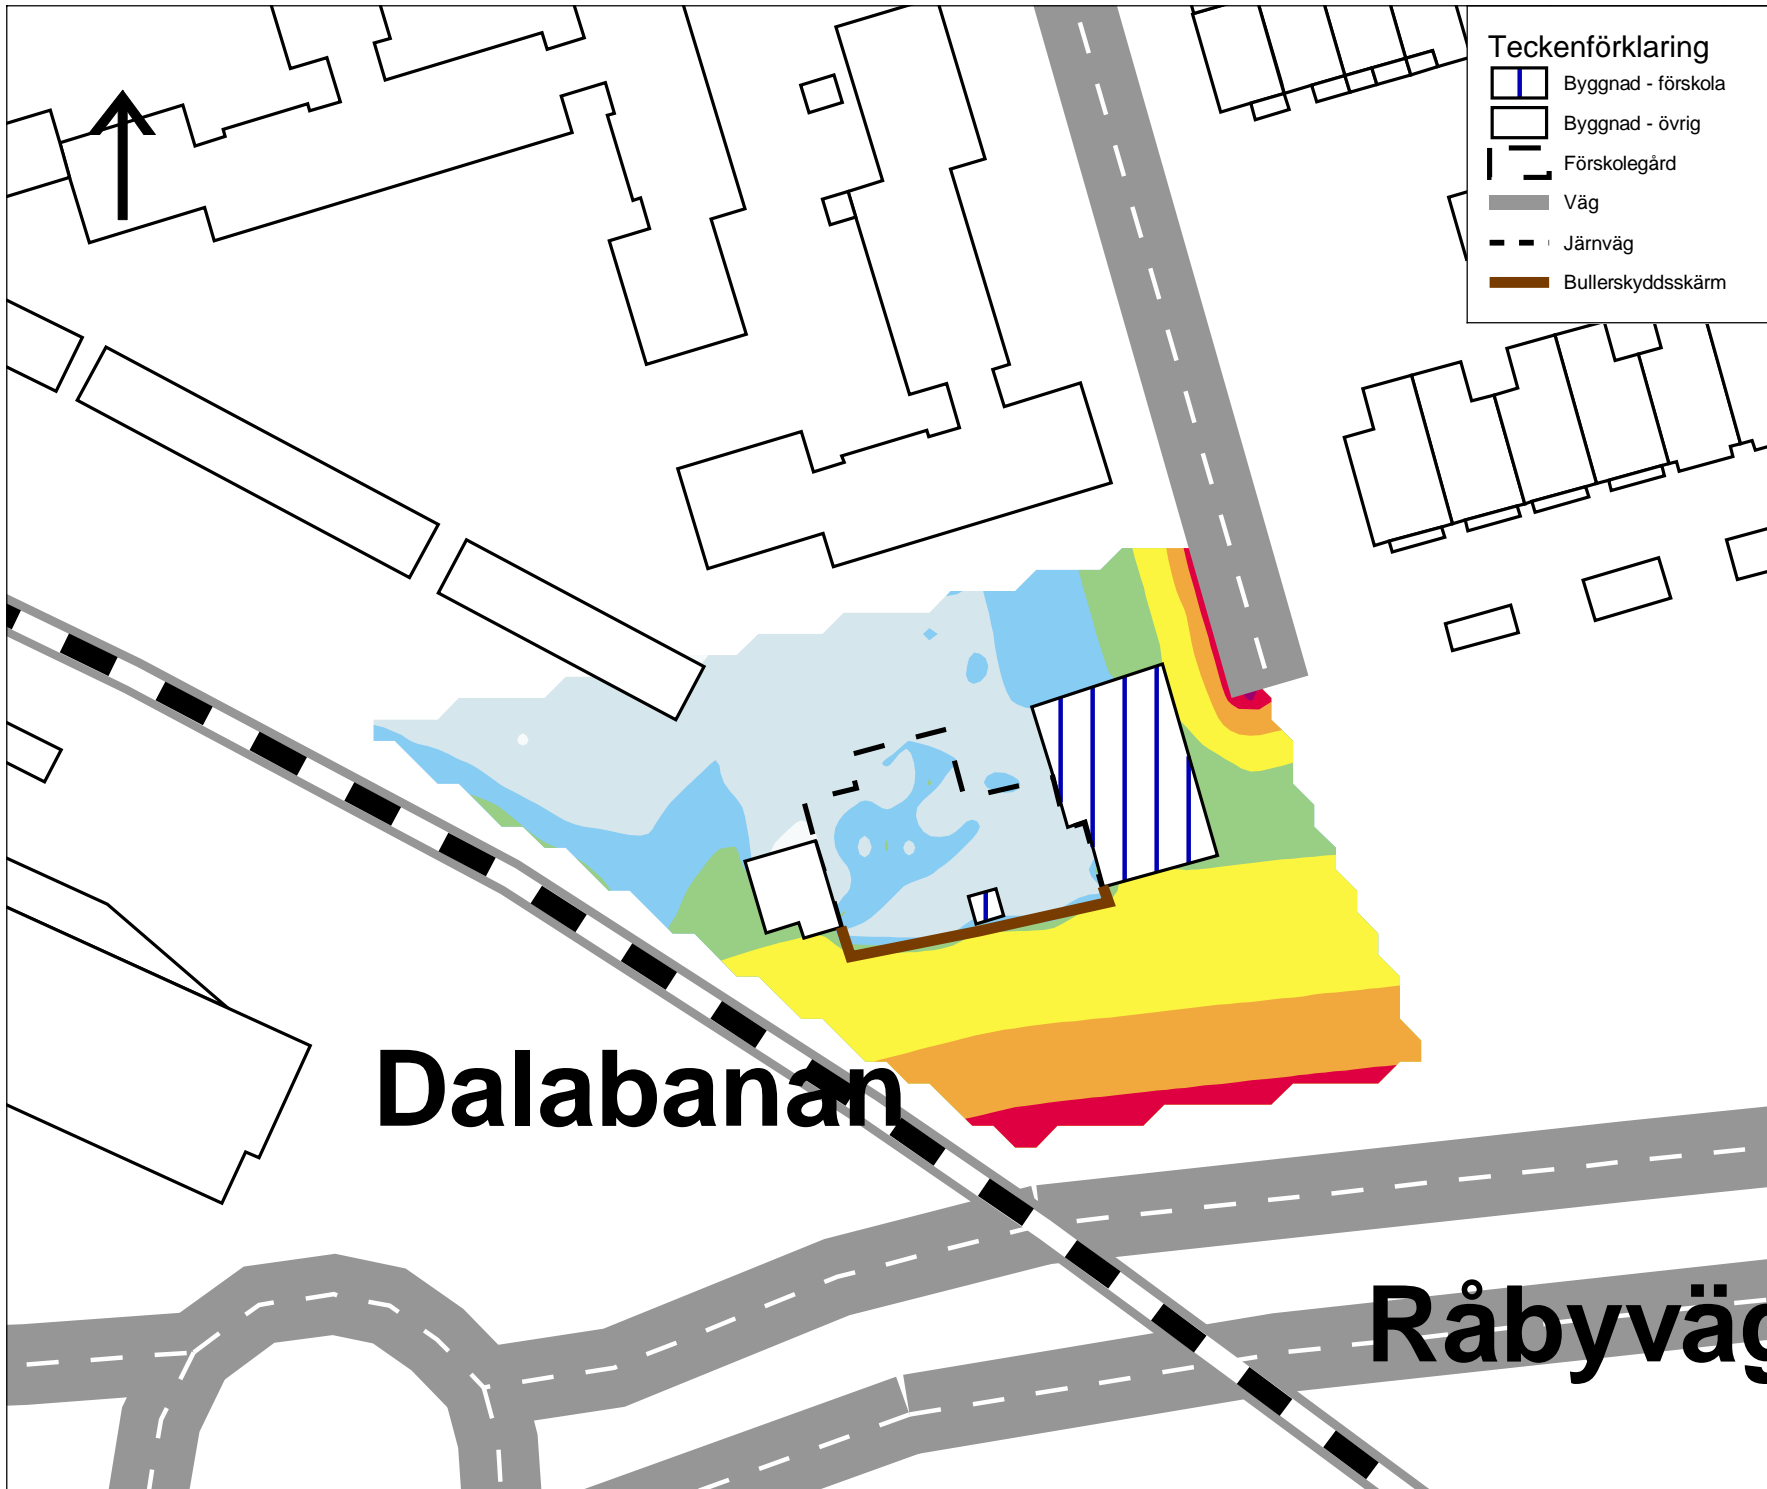 Teckenförklaring
Byggnad - förskola
Byggnad - övrig
Förskolegård
Väg
Järnväg
Bullerskyddsskärm
Dalabanan
Råbyväg